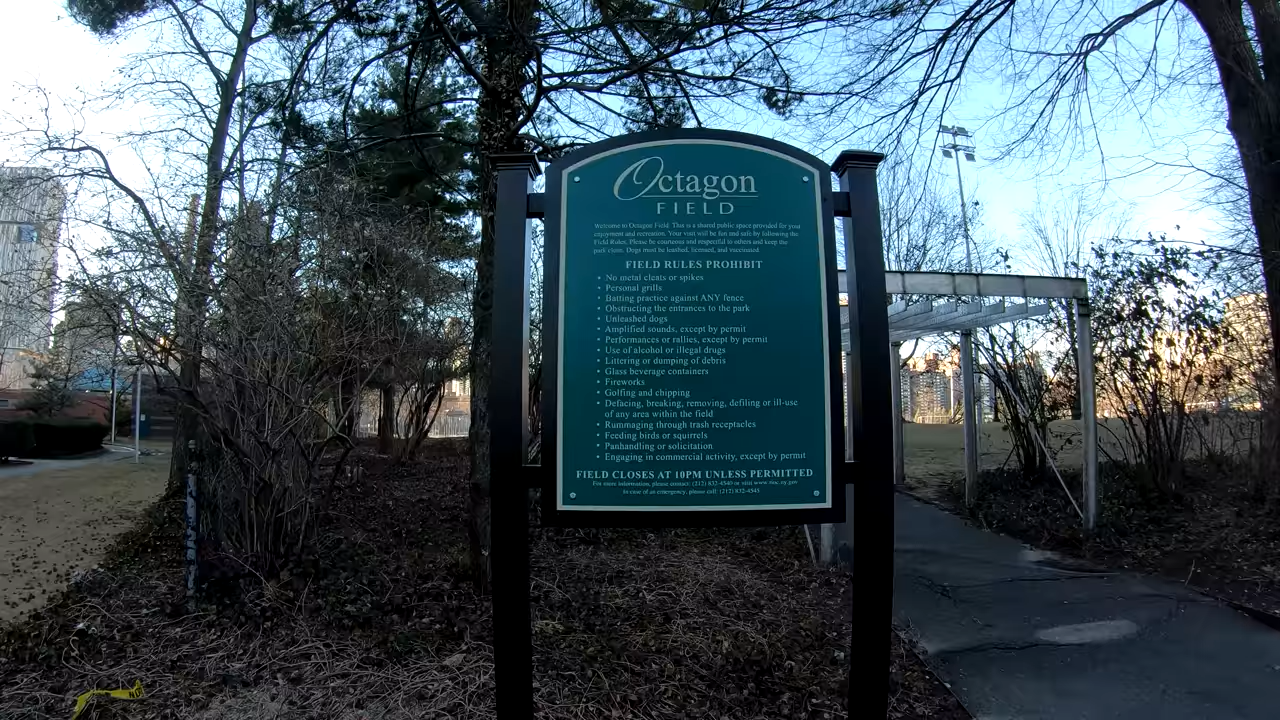 Octagon
FIELD
Welcome to Octagon Field. This is a shared public space provided for your
enjoyment and recreation. Your visit will be fun and safe by following the
Field Rules. Please be courteous and respectful to others and keep the
park clean. Dogs must be leashed, licensed, and vaccinated.
FIELD RULES PROHIBIT
• No metal cleats or spikes
• Personal grills
• Batting practice against ANY fence
• Obstructing the entrances to the park
• Unleashed dogs
• Amplified sounds, except by permit
• Performances or rallies, except by permit
• Use of alcohol or illegal drugs
• Littering or dumping of debris
• Glass beverage containers
• Fireworks
• Golfing and chipping
• Defacing, breaking, removing, defiling or ill-use
of any area within the field
• Rummaging through trash receptacles
• Feeding birds or squirrels
• Panhandling or solicitation
• Engaging in commercial activity, except by permit
FIELD CLOSES AT 10PM UNLESS PERMITTED
For more information, please contact: (212) 832-4540 or visit www.rioc.ny.gov
In case of an emergency, please call: (212) 832-4545